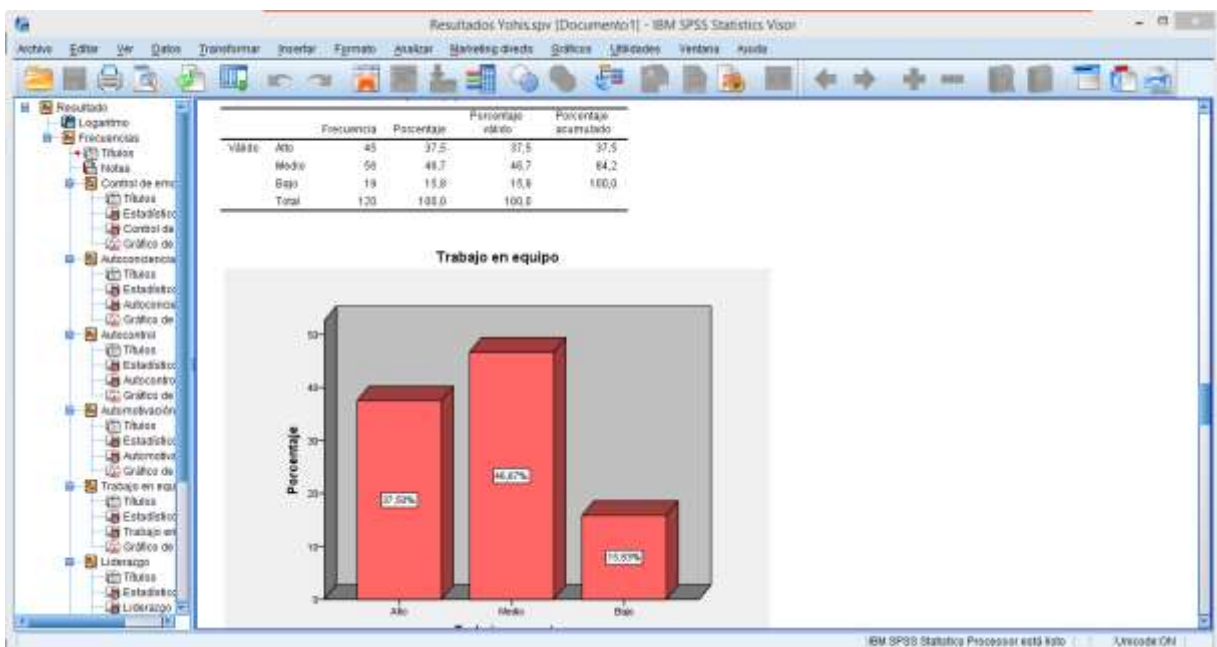 Resultados Yohis.spv [Documento1] - IBM SPSS Statistics Visor
Archivo Editar Ver Datos Transformar Insertar Formato Analizar Marketing directo Gráficos Utilidades Ventana Ayuda
Resultado
Logaritmo
Frecuencias
Títulos
Notas
Control de emo
Títulos
Estadístico
Control de
Gráfico de
Autoconciencia
Títulos
Estadístico
Autoconcia
Gráfico de
Autocontrol
Títulos
Estadístico
Autocontro
Gráfico de
Automotivación
Títulos
Estadístico
Automotiva
Gráfico de
Trabajo en equi
Títulos
Estadístico
Trabajo en
Gráfico de
Liderazgo
Títulos
Estadístico
Liderazgo
Frecuencia Porcentaje Porcentaje válido Porcentaje acumulado
Válido Alto 45 37,5 37,5 37,5
Medio 56 46,7 46,7 84,2
Bajo 19 15,8 15,8 100,0
Total 120 100,0 100,0
Trabajo en equipo
Porcentaje
50
40
30
20
10
0
37,50%
46,67%
15,83%
Alto Medio Bajo
IBM SPSS Statistics Processor está listo Unicode:ON